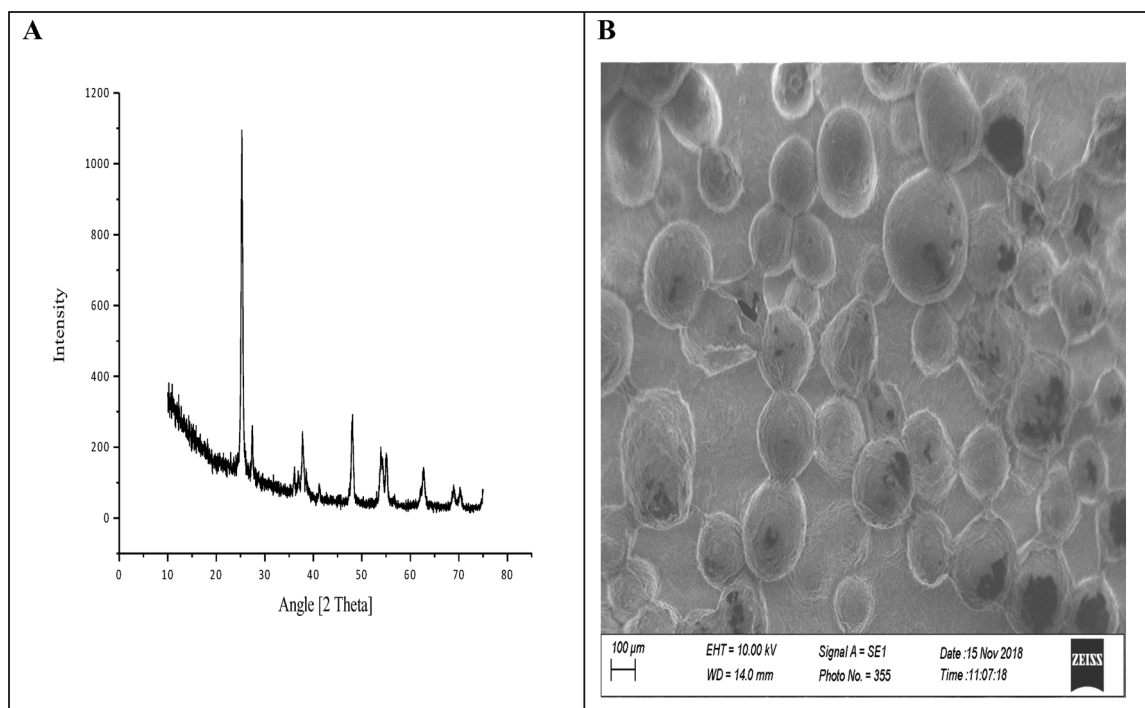 A
1200
1000
800
600
400
200
0
Intensity
0 10 20 30 40 50 60 70 80
Angle [2 Theta]
B
100 µm
EHT = 10.00 kV Signal A = SE1 Date :15 Nov 2018
WD = 14.0 mm Photo No. = 355 Time :11:07:18
ZEISS